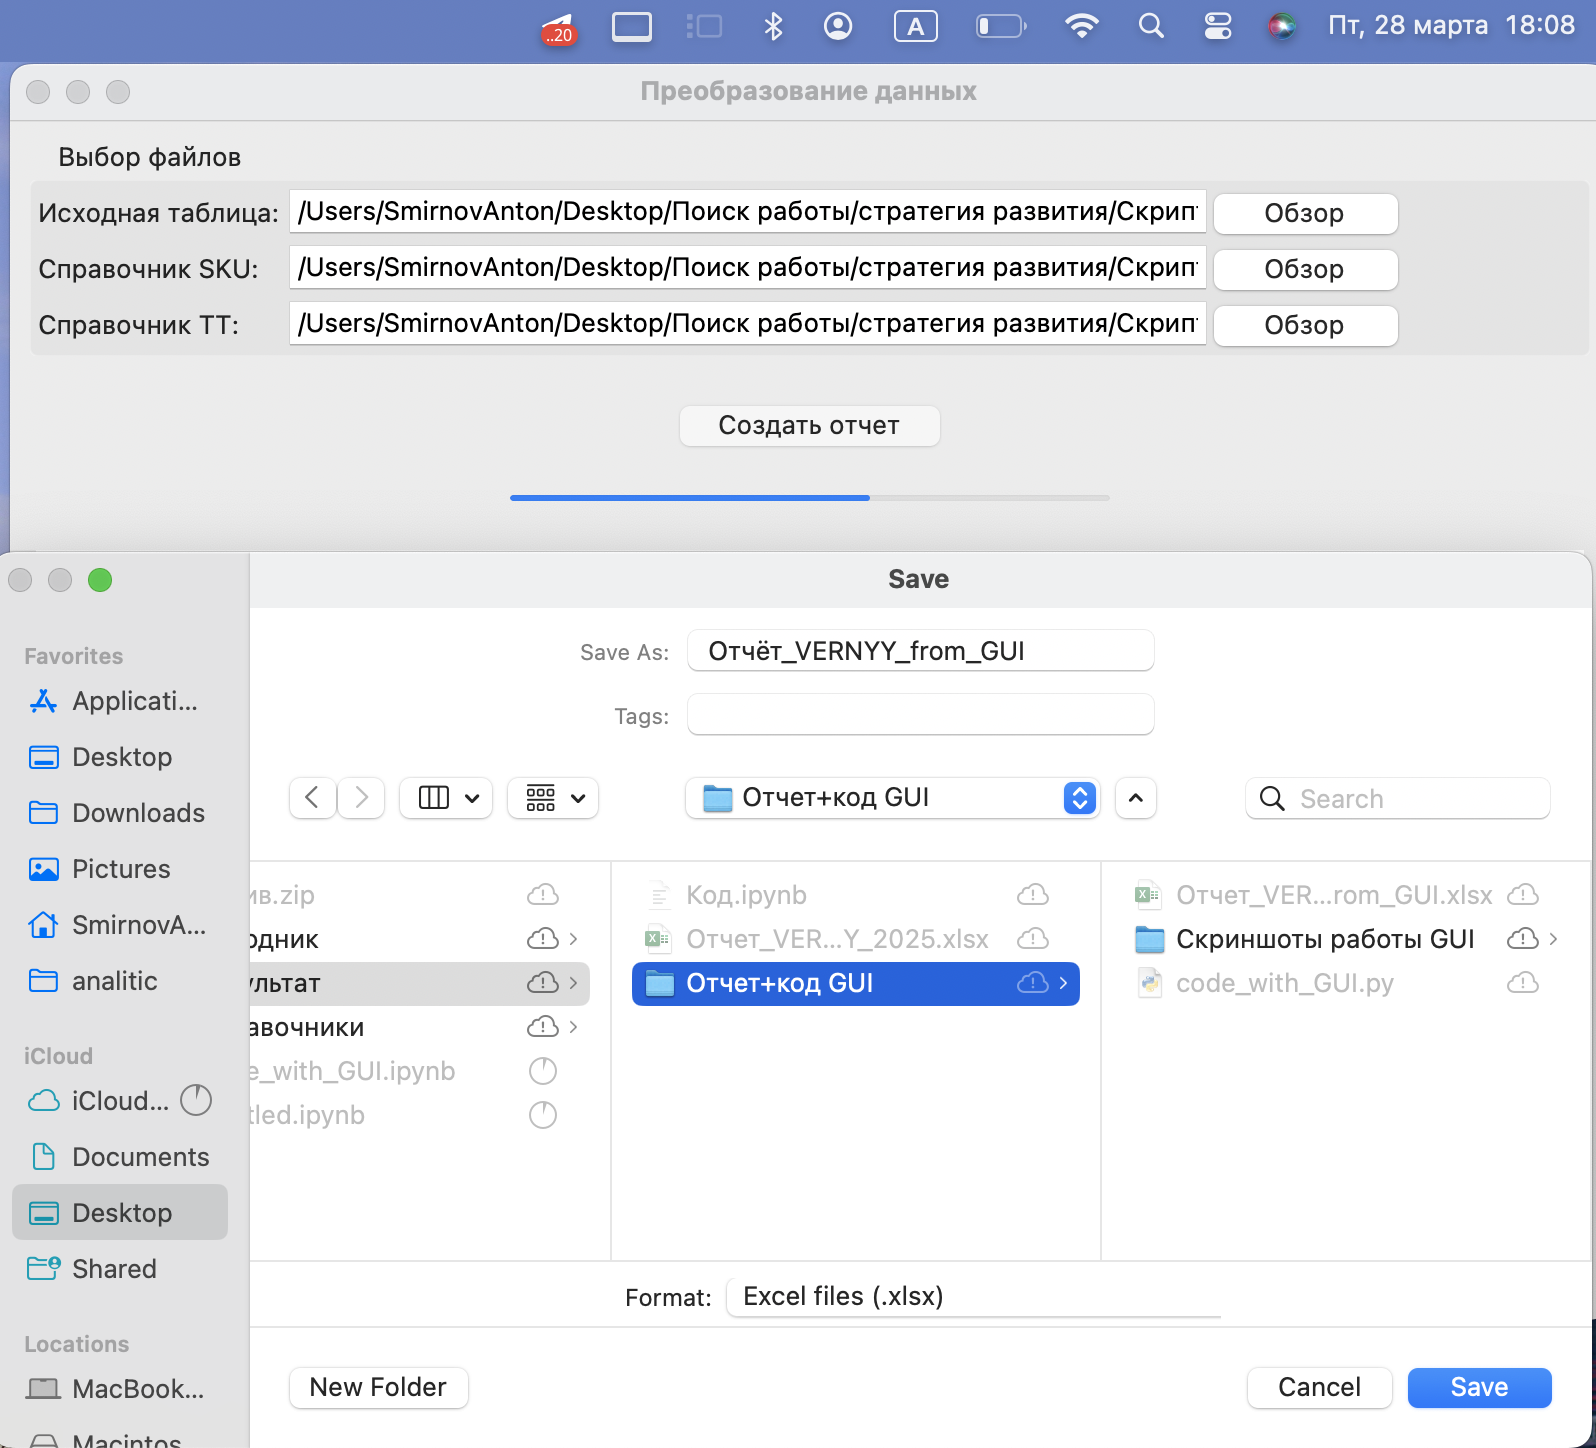 ..20
A
Пт, 28 марта 18:08
Преобразование данных
Выбор файлов
Исходная таблица: /Users/SmirnovAnton/Desktop/Поиск работы/стратегия развития/Скрипт Обзор
Справочник SKU: /Users/SmirnovAnton/Desktop/Поиск работы/стратегия развития/Скрипт Обзор
Справочник ТТ: /Users/SmirnovAnton/Desktop/Поиск работы/стратегия развития/Скрипт Обзор
Создать отчет
Save
Save As: Отчёт_VERNYY_from_GUI
Tags:
Отчет+код GUI
Search
Favorites
Applicati...
Desktop
Downloads
Pictures
SmirnovA...
analitic
iCloud
iCloud...
Documents
Desktop
Shared
Locations
MacBook...
Macintos
ив.zip
одник
ультат
авочники
e_with_GUI.ipynb
tled.ipynb
Код.ipynb
Отчет_VER...Y_2025.xlsx
Отчет+код GUI
Отчет_VER...rom_GUI.xlsx
Скриншоты работы GUI
code_with_GUI.py
Format: Excel files (.xlsx)
New Folder
Cancel
Save